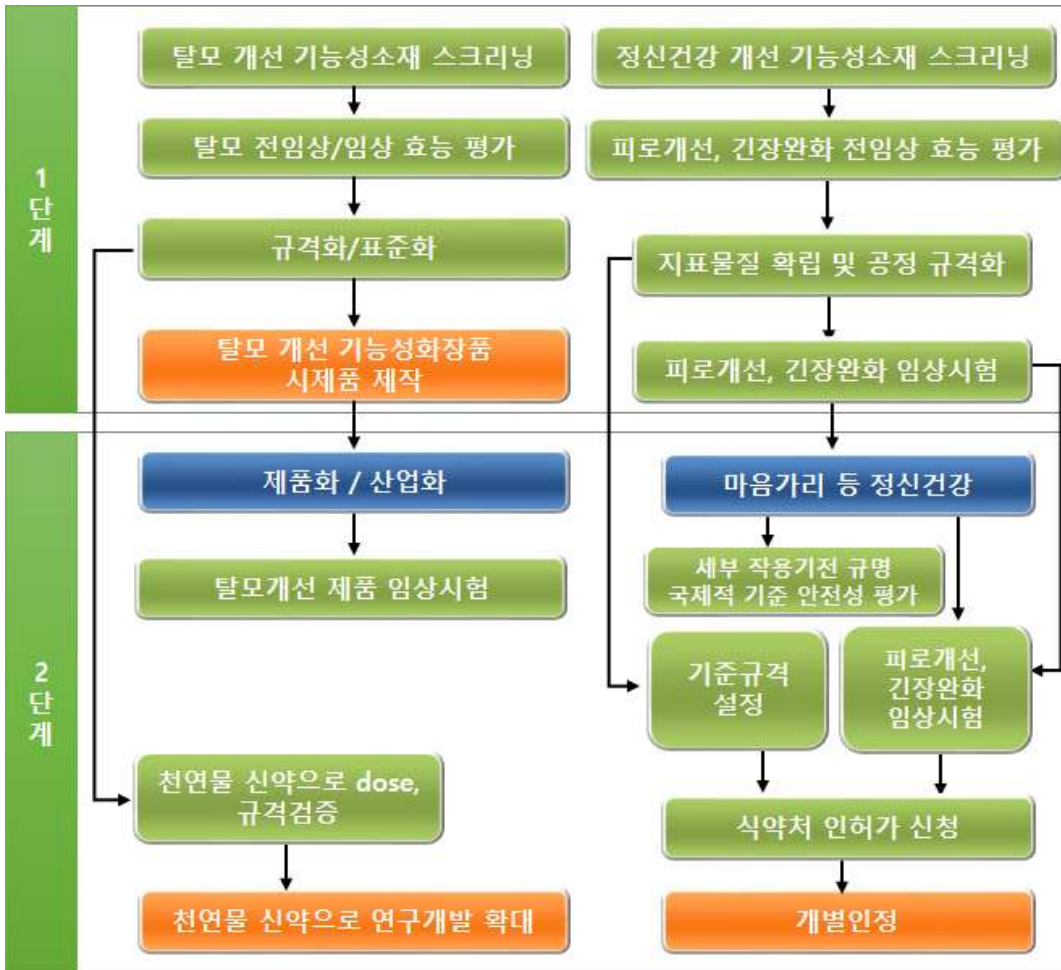 1
단
계
탈모 개선 기능성소재 스크리닝
탈모 전임상/임상 효능 평가
규격화/표준화
탈모 개선 기능성화장품
시제품 제작
정신건강 개선 기능성소재 스크리닝
피로개선, 긴장완화 전임상 효능 평가
지표물질 확립 및 공정 규격화
피로개선, 긴장완화 임상시험
2
단
계
제품화 / 산업화
탈모개선 제품 임상시험
천연물 신약으로 dose,
규격검증
천연물 신약으로 연구개발 확대
마음가리 등 정신건강
세부 작용기전 규명
국제적 기준 안전성 평가
기준규격
설정
피로개선,
긴장완화
임상시험
식약처 인허가 신청
개별인정